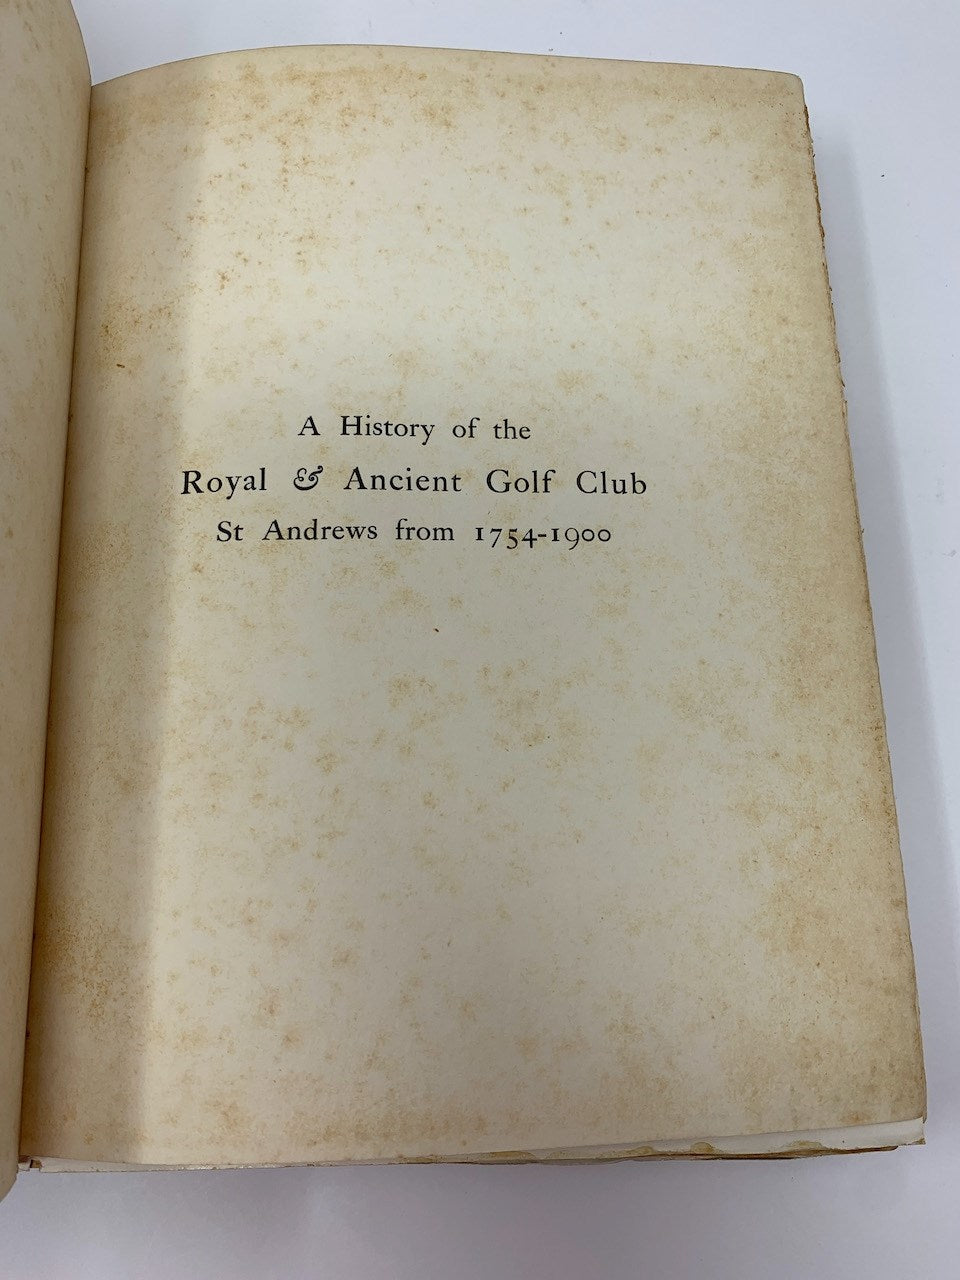 A History of the
Royal & Ancient Golf Club
St Andrews from 1754-1900